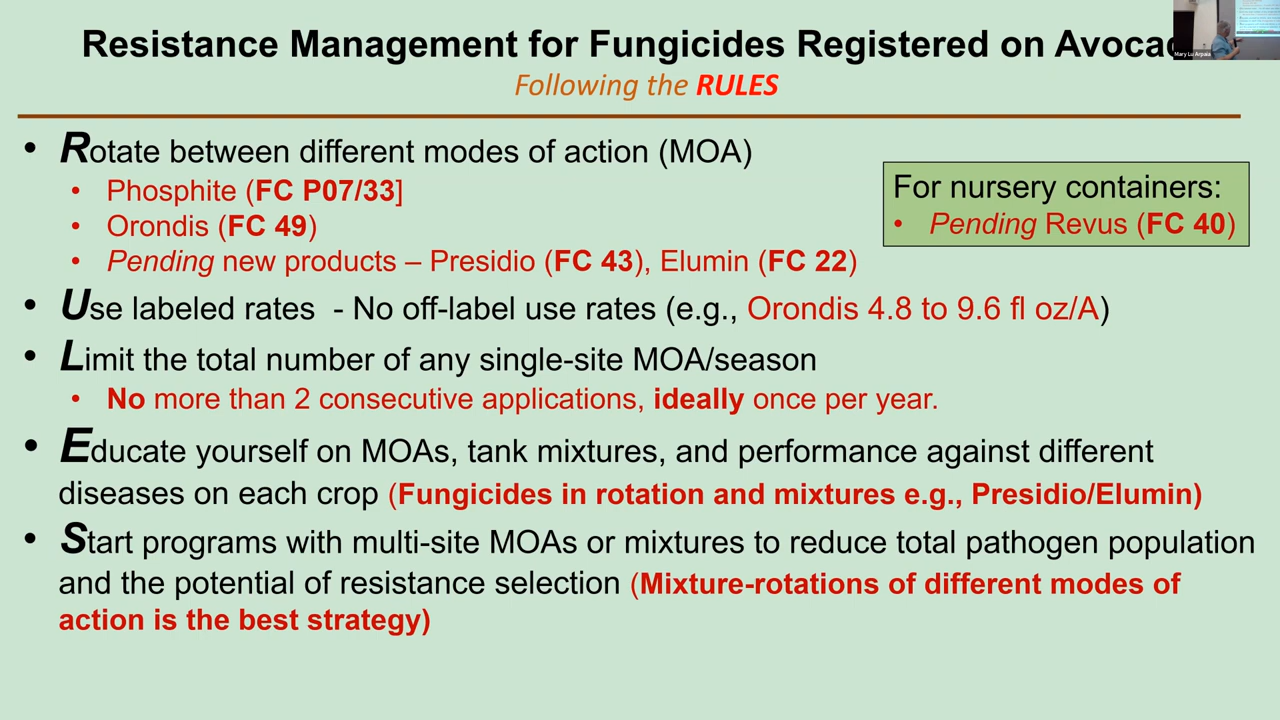 Resistance Management for Fungicides Registered on Avocad
Following the RULES
• Rotate between different modes of action (MOA)
• Phosphite (FC P07/33]
• Orondis (FC 49)
• Pending new products – Presidio (FC 43), Elumin (FC 22)
For nursery containers:
• Pending Revus (FC 40)
• Use labeled rates - No off-label use rates (e.g., Orondis 4.8 to 9.6 fl oz/A)
• Limit the total number of any single-site MOA/season
• No more than 2 consecutive applications, ideally once per year.
• Educate yourself on MOAs, tank mixtures, and performance against different
diseases on each crop (Fungicides in rotation and mixtures e.g., Presidio/Elumin)
• Start programs with multi-site MOAs or mixtures to reduce total pathogen population
and the potential of resistance selection (Mixture-rotations of different modes of
action is the best strategy)
Mary Lu Arpaia